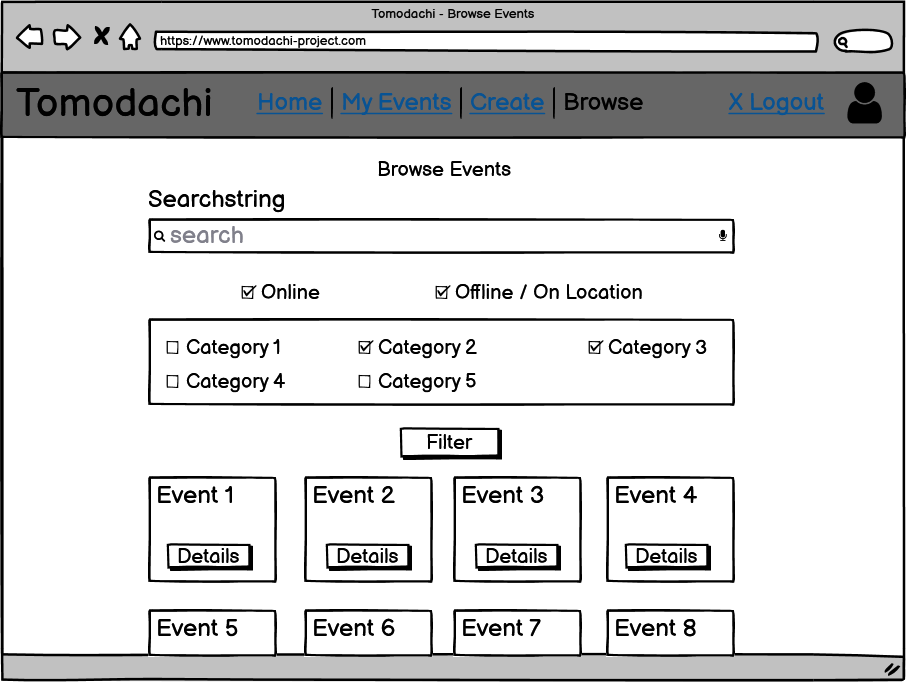 Tomodachi - Browse Events
https://www.tomodachi-project.com
Tomodachi Home My Events Create Browse X Logout
Browse Events
Searchstring
search
Online Offline / On Location
Category 1 Category 2 Category 3
Category 4 Category 5
Filter
Event 1 Event 2 Event 3 Event 4
Details Details Details Details
Event 5 Event 6 Event 7 Event 8